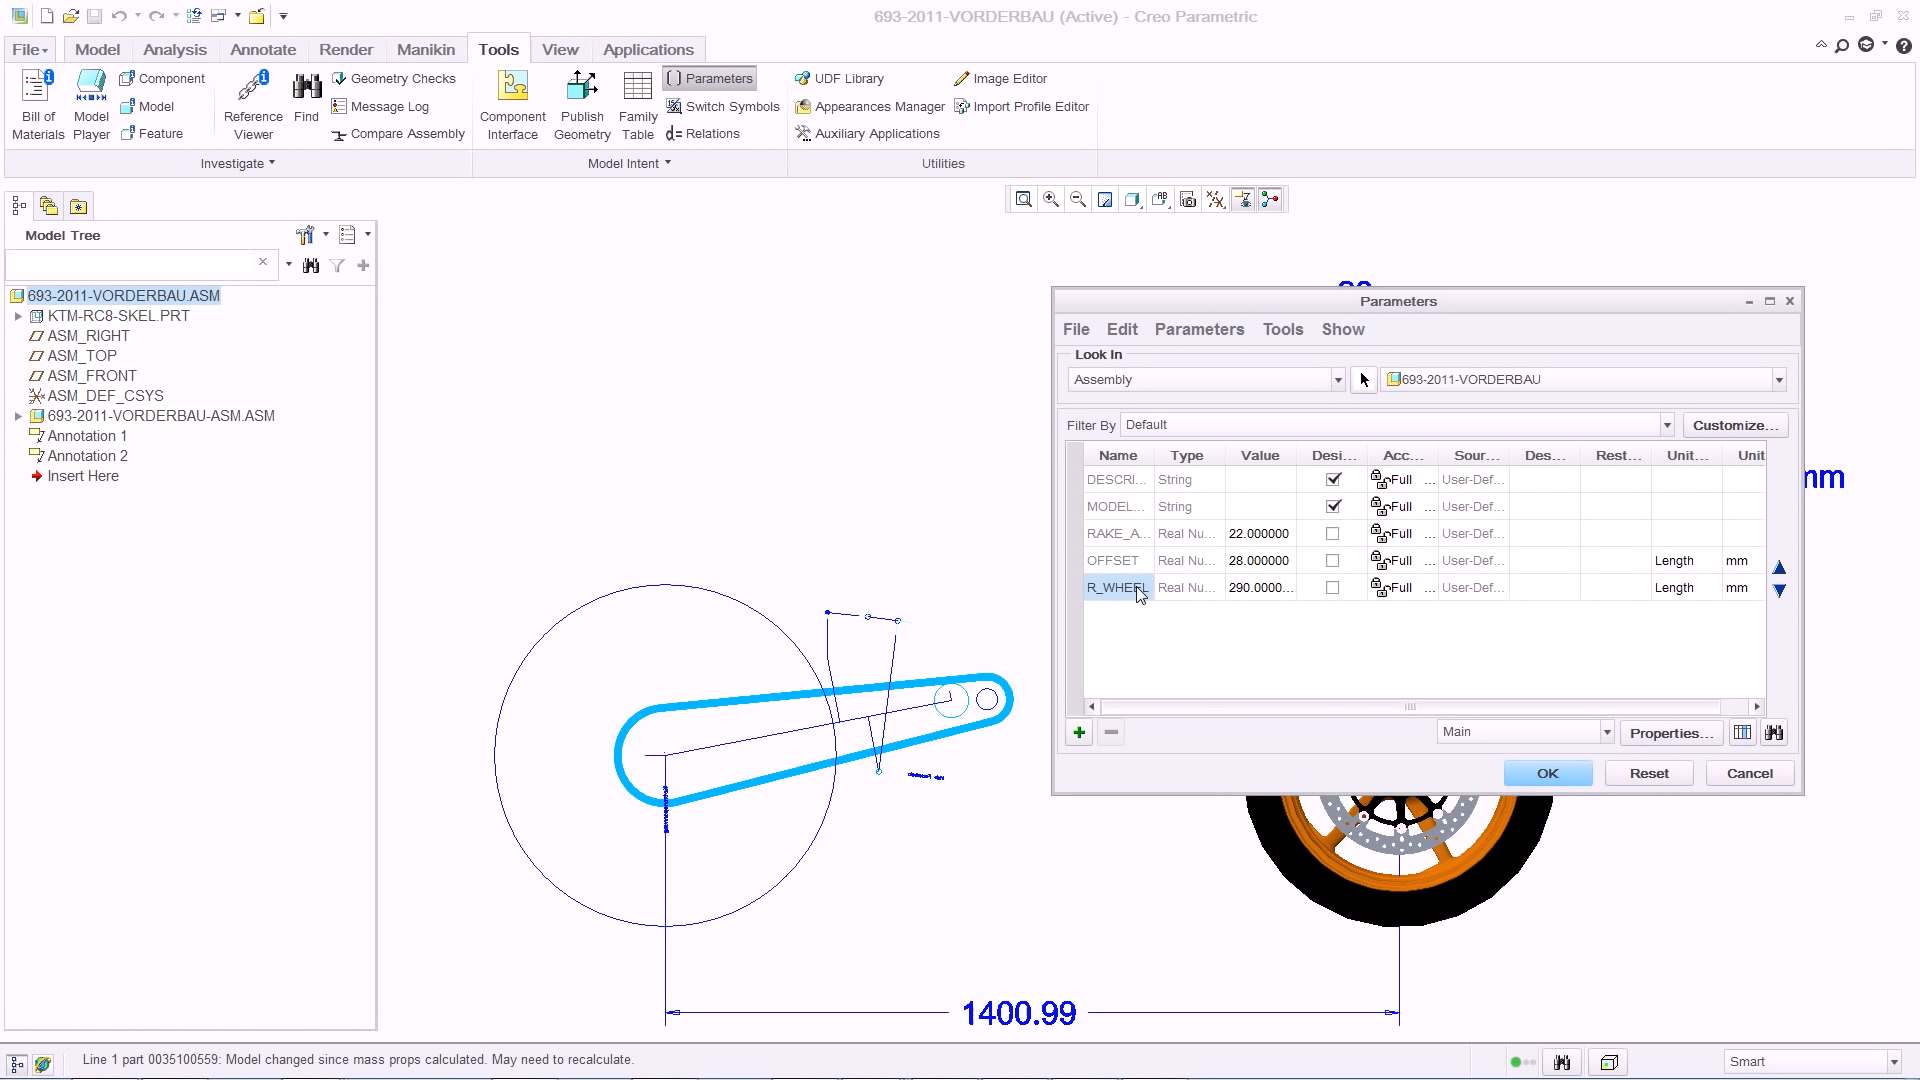 693-2011-VORDERBAU (Active) - Creo Parametric
File Model Analysis Annotate Render Manikin Tools View Applications
Bill of Materials
Model Player
Component
Model
Feature
Reference Viewer
Find
Geometry Checks
Message Log
Compare Assembly
Component Interface
Publish Geometry
Family Table
Parameters
Switch Symbols
d= Relations
UDF Library
Appearances Manager
Auxiliary Applications
Image Editor
Import Profile Editor
Investigate Model Intent Utilities
Model Tree
693-2011-VORDERBAU.ASM
KTM-RC8-SKEL.PRT
ASM_RIGHT
ASM_TOP
ASM_FRONT
ASM_DEF_CSYS
693-2011-VORDERBAU-ASM.ASM
Annotation 1
Annotation 2
Insert Here
Parameters
File Edit Parameters Tools Show
Look In
Assembly 693-2011-VORDERBAU
Filter By Default Customize...
Name Type Value Desi... Acc... Sour... Des... Rest... Unit... Unit
DESCRI... String Full ... User-Def...
MODEL... String Full ... User-Def...
RAKE_A... Real Nu... 22.000000 Full ... User-Def...
OFFSET Real Nu... 28.000000 Full ... User-Def... Length mm
R_WHEEL Real Nu... 290.0000... Full ... User-Def... Length mm
Main Properties...
OK Reset Cancel
mm
1400.99
Line 1 part 0035100559: Model changed since mass props calculated. May need to recalculate.
Smart